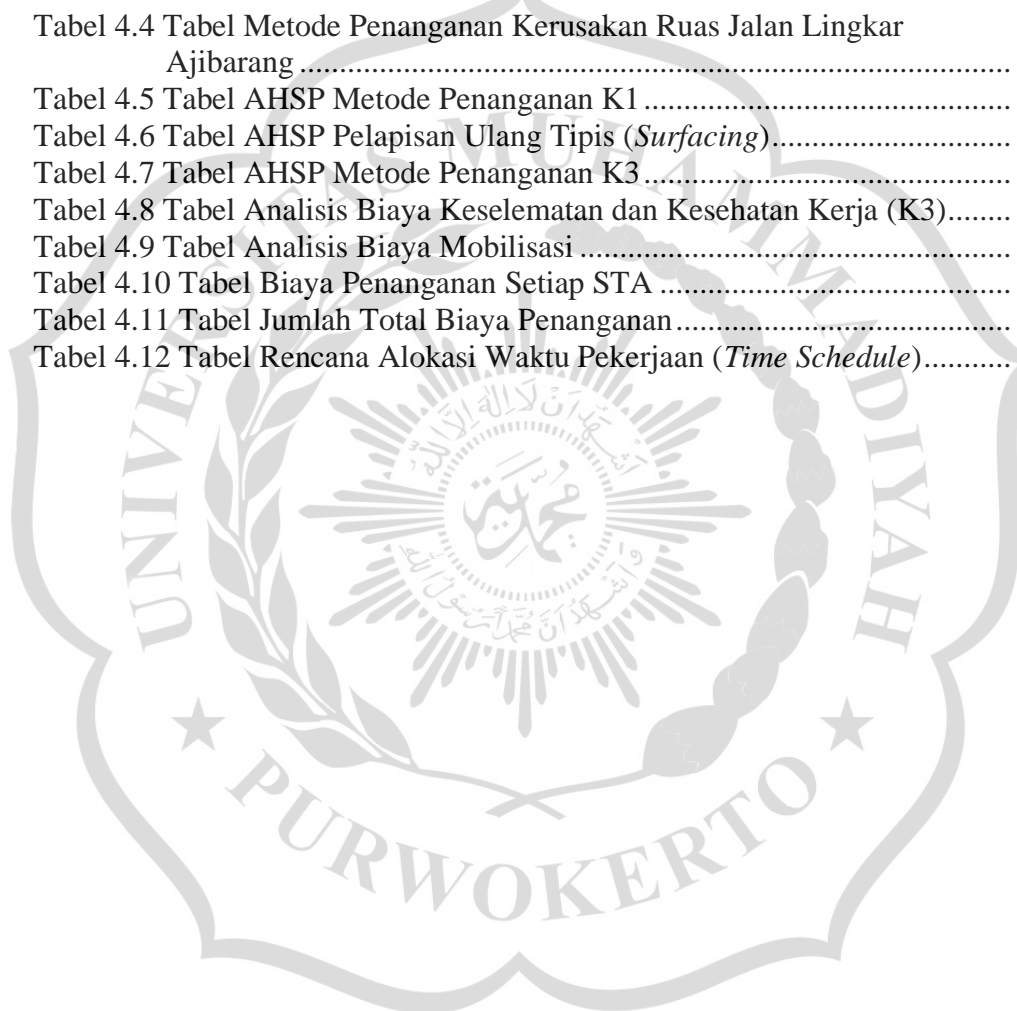 Tabel 4.4 Tabel Metode Penanganan Kerusakan Ruas Jalan Lingkar
Ajibarang ........................................................................................
Tabel 4.5 Tabel AHSP Metode Penanganan K1 ..............................................
Tabel 4.6 Tabel AHSP Pelapisan Ulang Tipis (Surfacing)..............................
Tabel 4.7 Tabel AHSP Metode Penanganan K3 ..............................................
Tabel 4.8 Tabel Analisis Biaya Keselematan dan Kesehatan Kerja (K3)........
Tabel 4.9 Tabel Analisis Biaya Mobilisasi ......................................................
Tabel 4.10 Tabel Biaya Penanganan Setiap STA ............................................
Tabel 4.11 Tabel Jumlah Total Biaya Penanganan..........................................
Tabel 4.12 Tabel Rencana Alokasi Waktu Pekerjaan (Time Schedule)...........
UNIVERSITAS MUHAMMADIYAH
PURWOKERTO